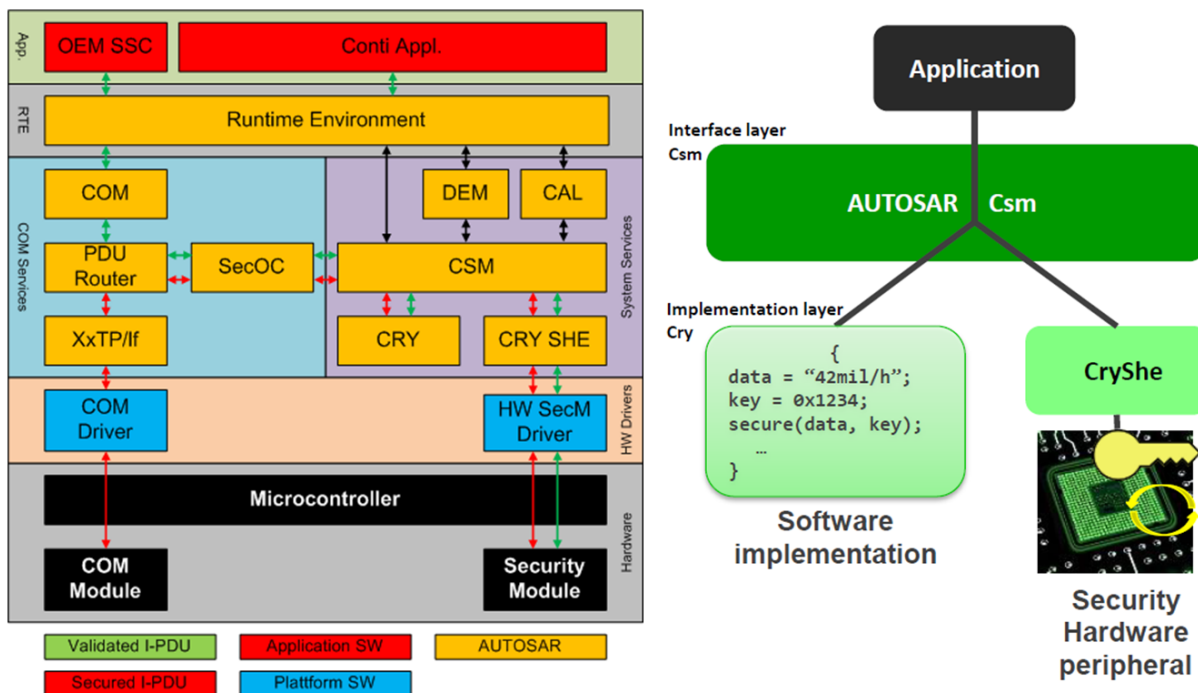 App.
OEM SSC
Conti Appl.
RTE
Runtime Environment
COM Services
COM
DEM
CAL
System Services
PDU
Router
SecOC
CSM
XxTP/If
CRY
CRY SHE
HW Drivers
COM
Driver
HW SecM
Driver
Hardware
Microcontroller
COM
Module
Security
Module
Validated I-PDU
Application SW
AUTOSAR
Secured I-PDU
Plattform SW
Application
Interface layer
Csm
AUTOSAR Csm
Implementation layer
Cry
{
data = “42mil/h”;
key = 0x1234;
secure(data, key);
…
}
Software
implementation
CryShe
Security
Hardware
peripheral